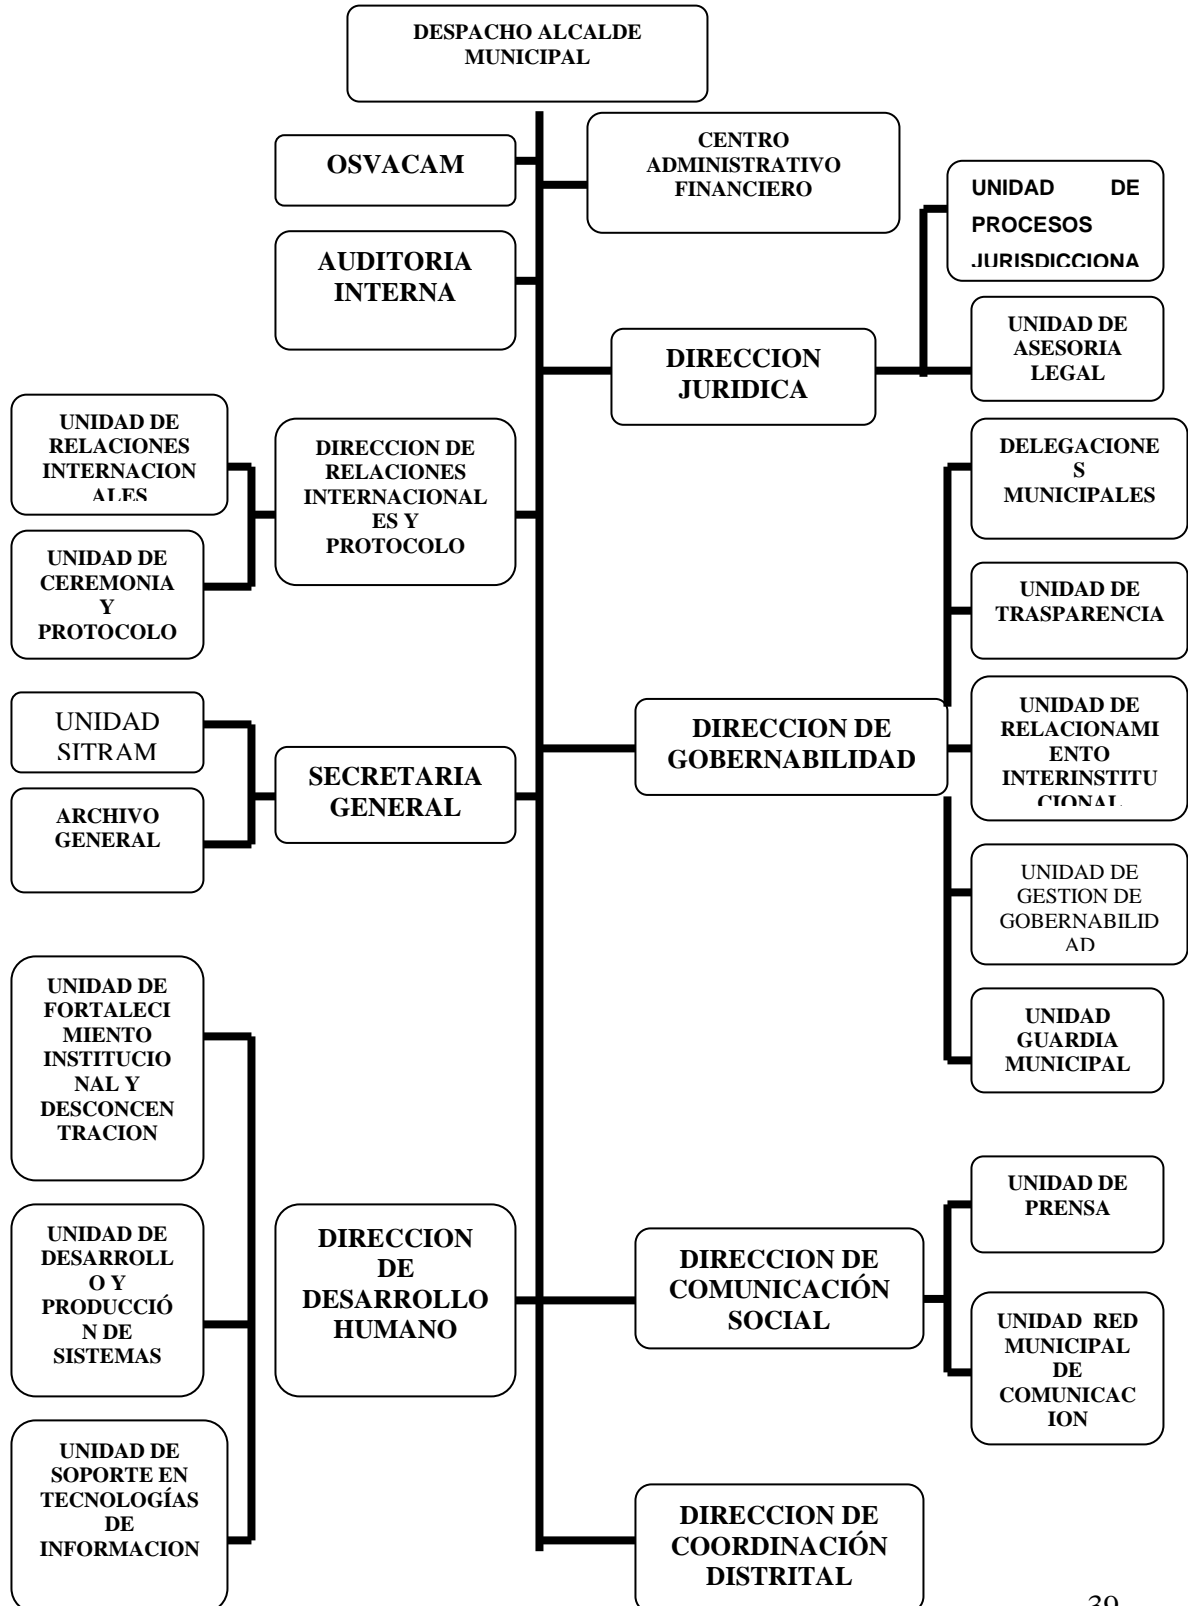 DESPACHO ALCALDE
MUNICIPAL
OSVACAM
CENTRO
ADMINISTRATIVO
FINANCIERO
UNIDAD DE
PROCESOS
JURISDICCIONA
AUDITORIA
INTERNA
DIRECCION
JURIDICA
UNIDAD DE
ASESORIA
LEGAL
UNIDAD DE
RELACIONES
INTERNACION
ALES
DIRECCION DE
RELACIONES
INTERNACIONAL
ES Y
PROTOCOLO
DELEGACIONE
S
MUNICIPALES
UNIDAD DE
CEREMONIA
Y
PROTOCOLO
UNIDAD DE
TRASPARENCIA
UNIDAD
SITRAM
SECRETARIA
GENERAL
DIRECCION DE
GOBERNABILIDAD
UNIDAD DE
RELACIONAMI
ENTO
INTERINSTITU
CIONAL
ARCHIVO
GENERAL
UNIDAD DE
GESTION DE
GOBERNABILID
AD
UNIDAD DE
FORTALECI
MIENTO
INSTITUCIO
NAL Y
DESCONCEN
TRACION
UNIDAD
GUARDIA
MUNICIPAL
UNIDAD DE
DESARROLL
O Y
PRODUCCIÓ
N DE
SISTEMAS
DIRECCION
DE
DESARROLLO
HUMANO
DIRECCION DE
COMUNICACIÓN
SOCIAL
UNIDAD DE
PRENSA
UNIDAD RED
MUNICIPAL
DE
COMUNICAC
ION
UNIDAD DE
SOPORTE EN
TECNOLOGÍAS
DE
INFORMACION
DIRECCION DE
COORDINACIÓN
DISTRITAL
39